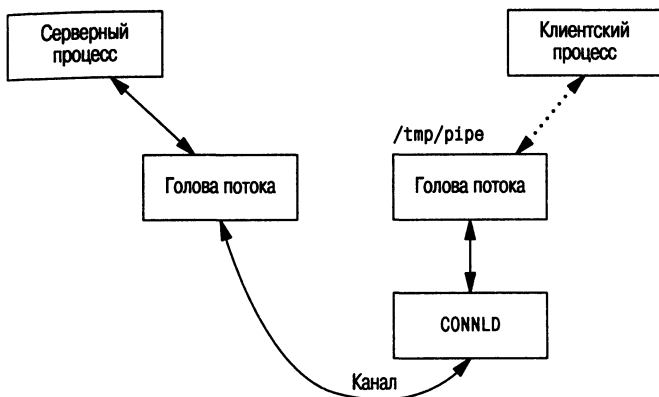 Серверный
процесс
Клиентский
процесс
/tmp/pipe
Голова потока
Голова потока
CONNLD
Канал